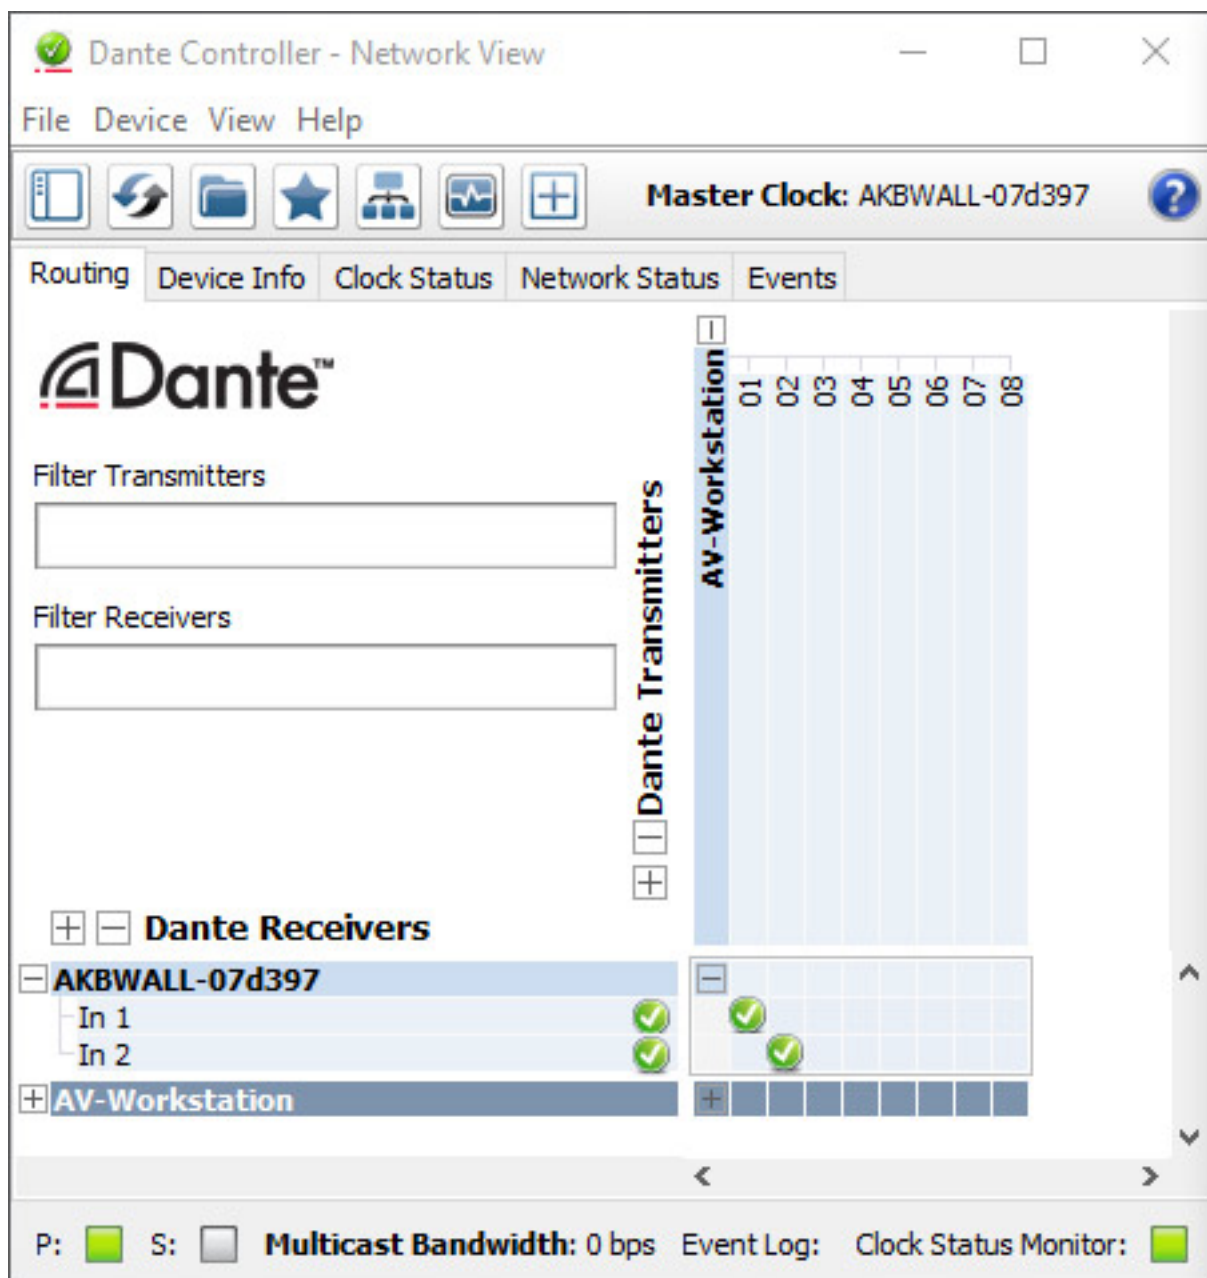 Dante Controller - Network View
File Device View Help
Master Clock: AKBWALL-07d397 ?
Routing Device Info Clock Status Network Status Events
Dante™
Filter Transmitters
Filter Receivers
Dante Transmitters
AV-Workstation
01 02 03 04 05 06 07 08
Dante Receivers
AKBWALL-07d397
In 1
In 2
AV-Workstation
P: S: Multicast Bandwidth: 0 bps Event Log: Clock Status Monitor: